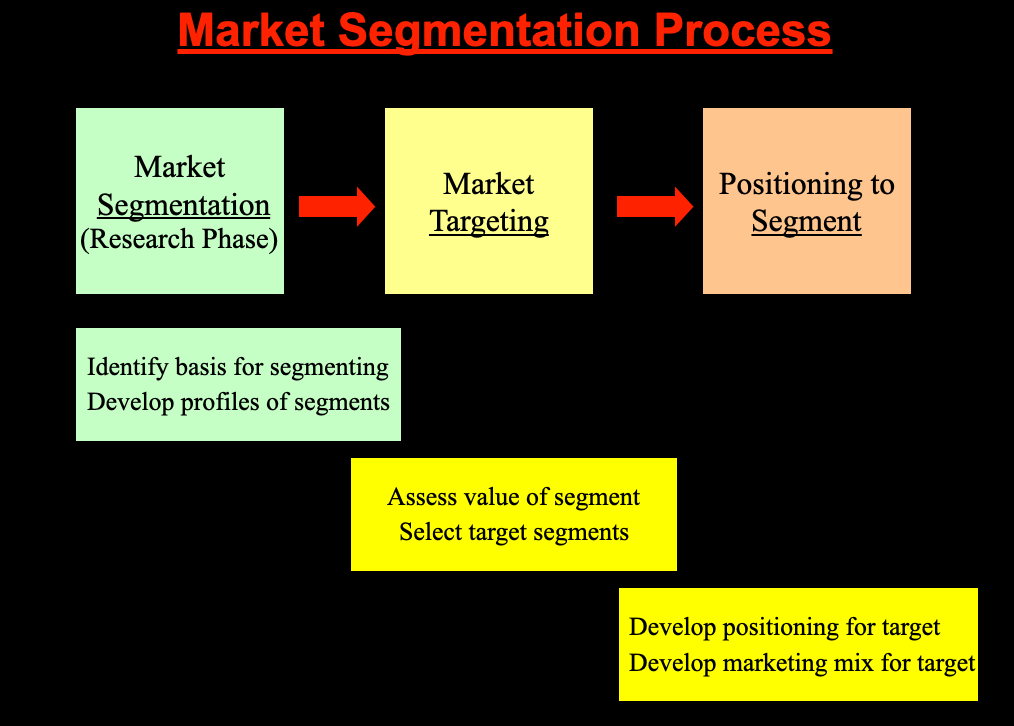 Market Segmentation Process
Market
Segmentation
(Research Phase)
Market
Targeting
Positioning to
Segment
Identify basis for segmenting
Develop profiles of segments
Assess value of segment
Select target segments
Develop positioning for target
Develop marketing mix for target